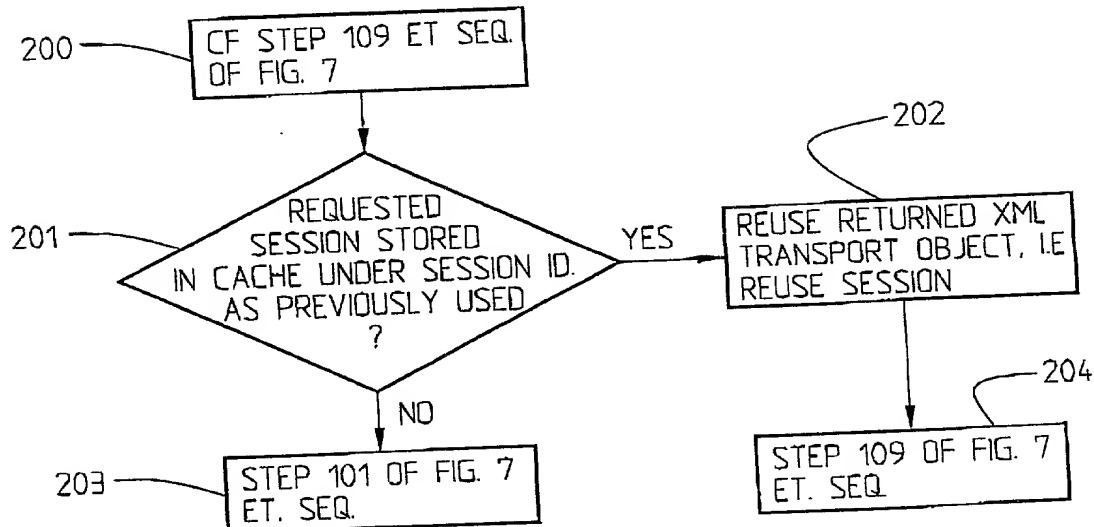 200
CF STEP 109 ET SEQ.
OF FIG. 7
201
REQUESTED
SESSION STORED
IN CACHE UNDER SESSION ID.
AS PREVIOUSLY USED
?
YES
202
REUSE RETURNED XML
TRANSPORT OBJECT, I.E
REUSE SESSION
NO
203
STEP 101 OF FIG. 7
ET. SEQ.
204
STEP 109 OF FIG. 7
ET. SEQ